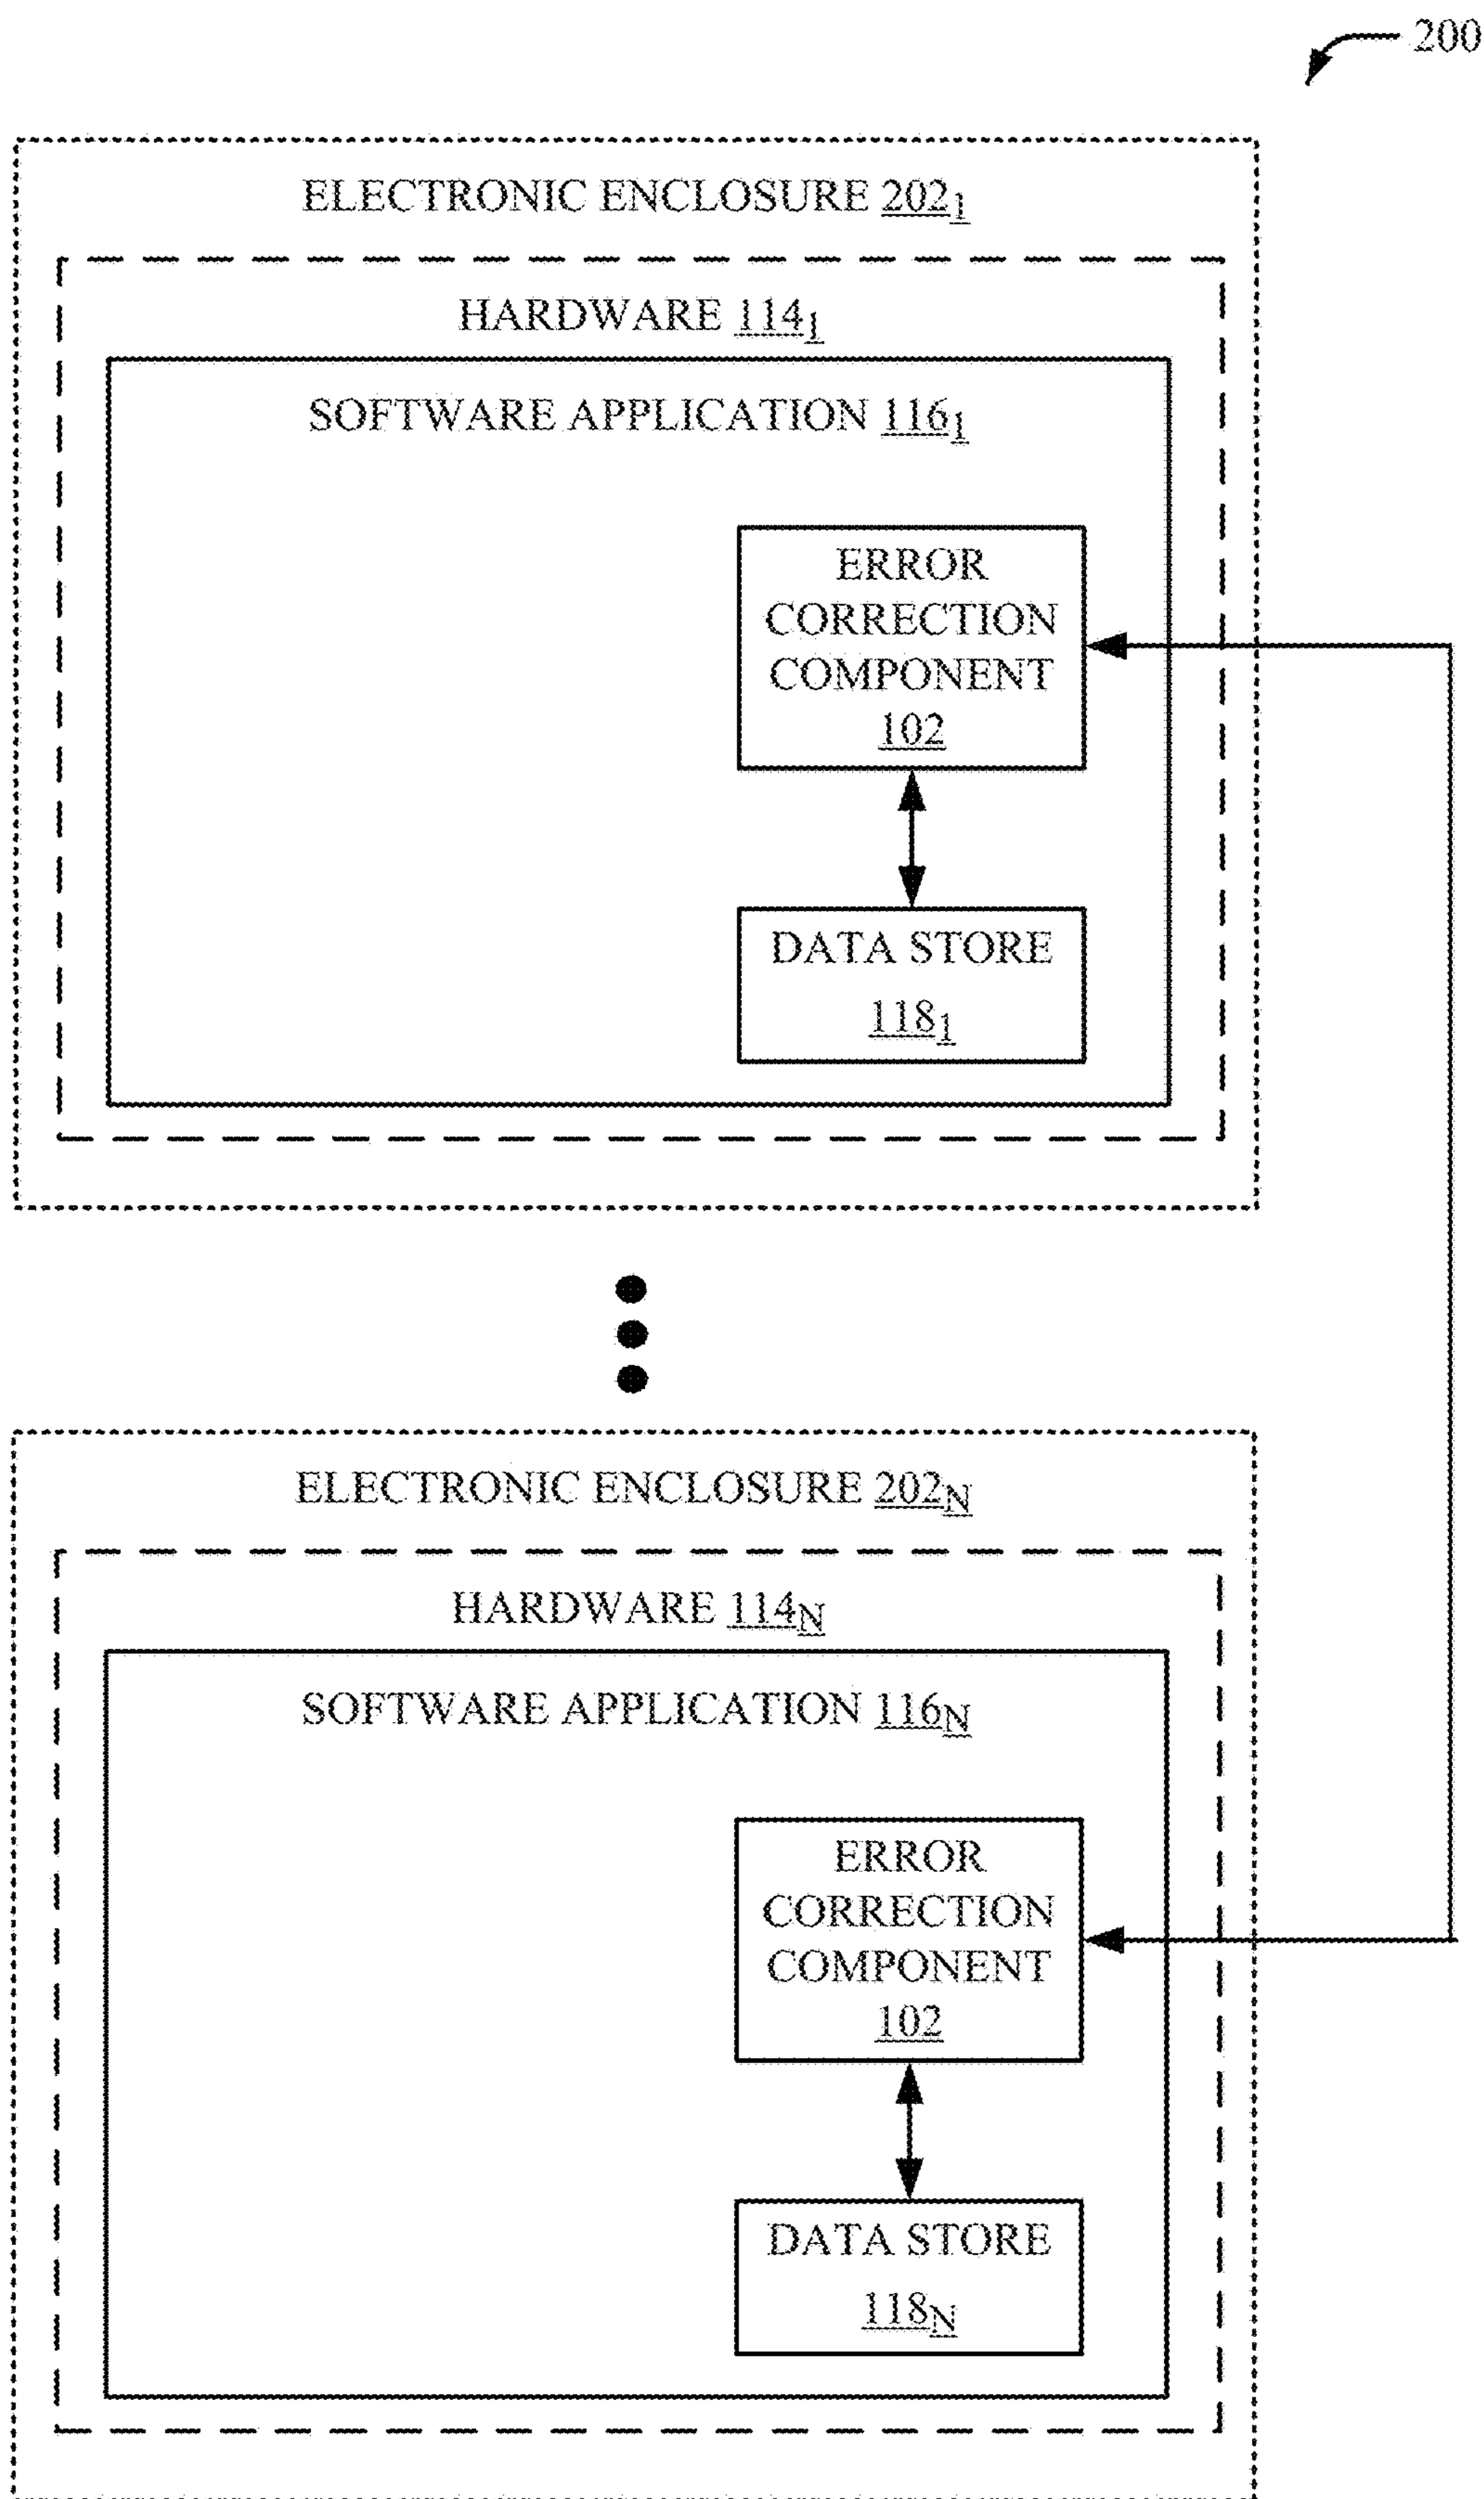 200
ELECTRONIC ENCLOSURE 202₁
HARDWARE 114₁
SOFTWARE APPLICATION 116₁
ERROR
CORRECTION
COMPONENT
102
DATA STORE
118₁
ELECTRONIC ENCLOSURE 202N
HARDWARE 114N
SOFTWARE APPLICATION 116N
ERROR
CORRECTION
COMPONENT
102
DATA STORE
118N